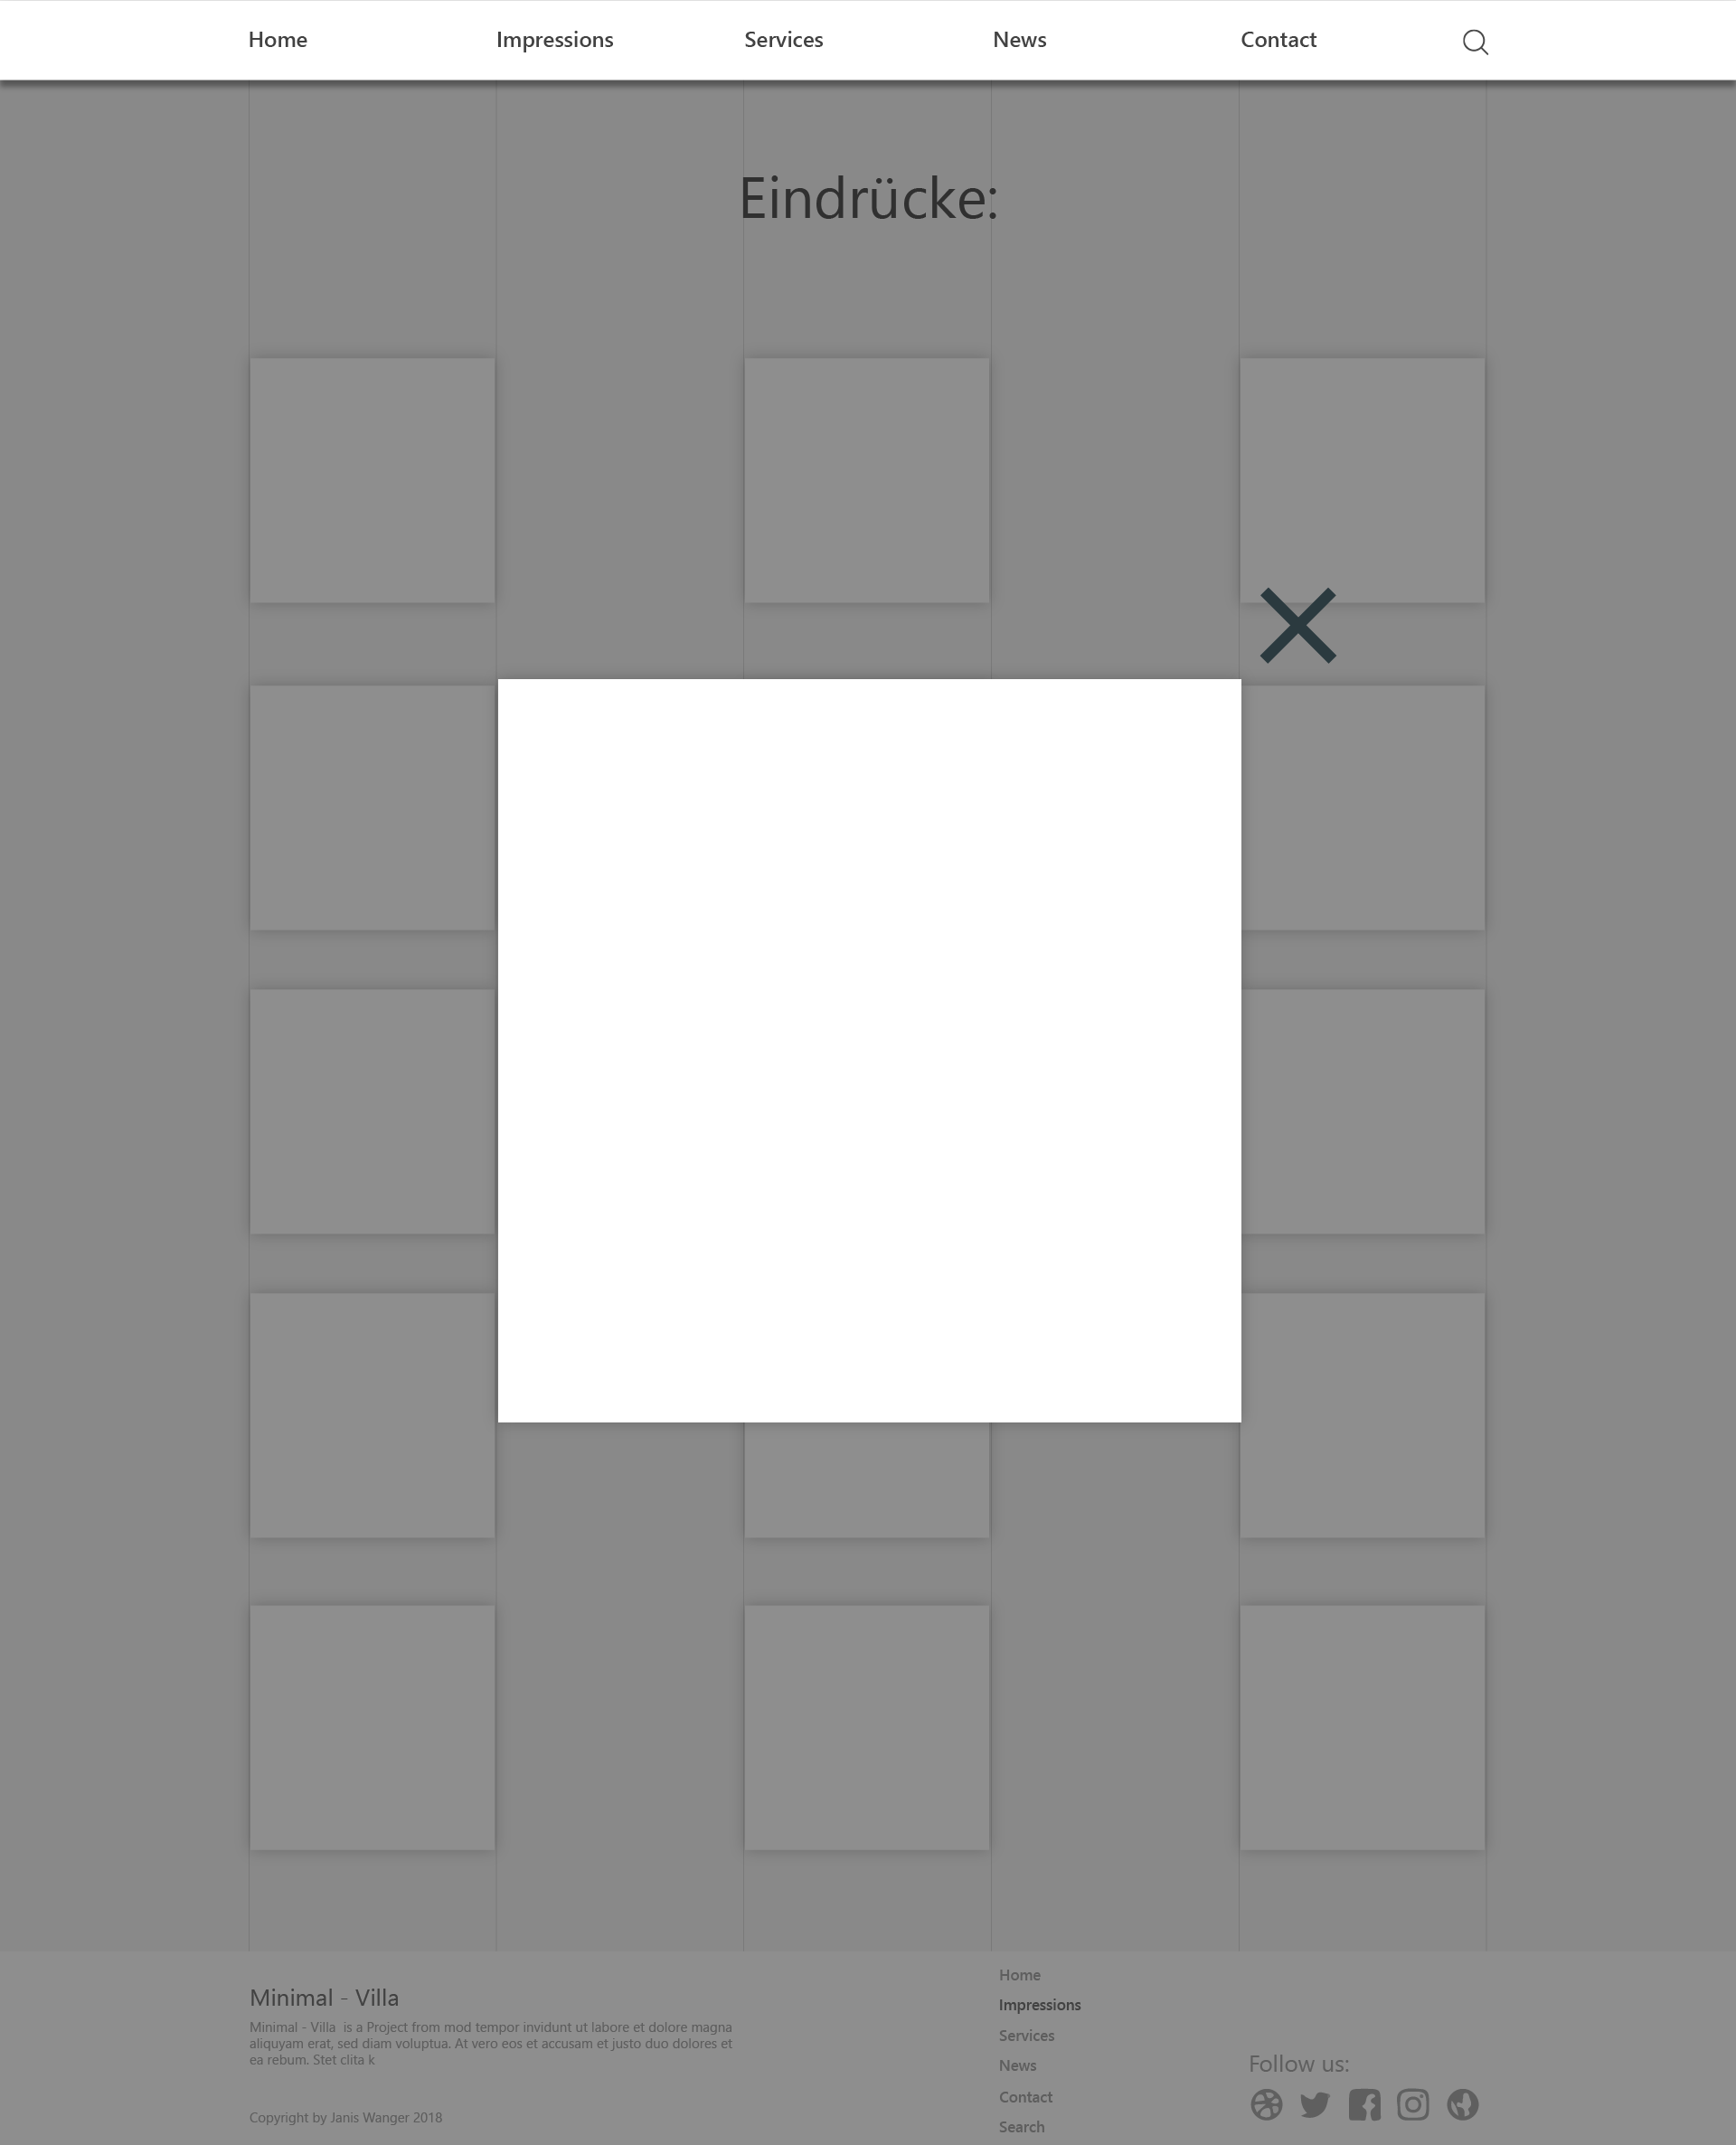 Home
Impressions
Services
News
Contact
Eindrücke:
Minimal - Villa
Minimal - Villa  is a Project from mod tempor invidunt ut labore et dolore magna
aliquyam erat, sed diam voluptua. At vero eos et accusam et justo duo dolores et
ea rebum. Stet clita k
Copyright by Janis Wanger 2018
Home
Impressions
Services
News
Contact
Search
Follow us: